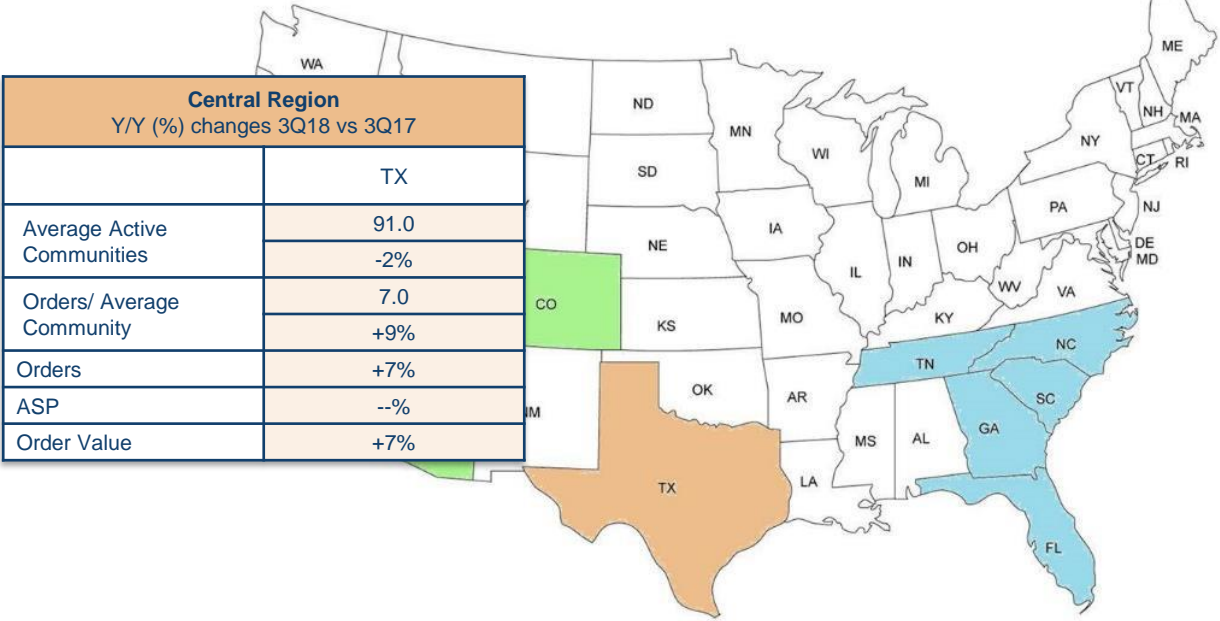 Central Region
Y/Y (%) changes 3Q18 vs 3Q17
TX
Average Active
Communities
91.0
-2%
Orders/ Average
Community
7.0
+9%
Orders
+7%
ASP
--%
Order Value
+7%
WA
ND
MN
SD
WI
MI
NE
IA
IL
IN
OH
PA
NY
VT
NH
ME
MA
CT
RI
NJ
DE
MD
WV
VA
KY
CO
KS
MO
TN
NC
OK
AR
SC
MS
AL
GA
TX
LA
FL